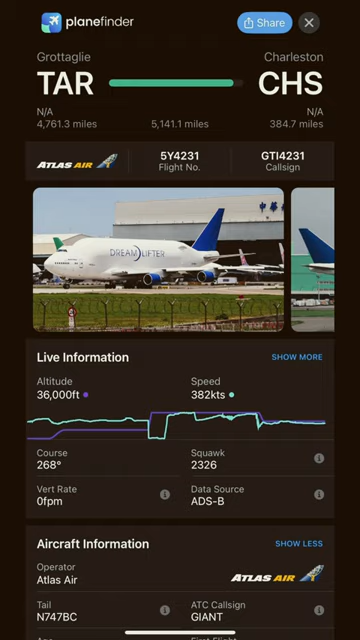 planefinder
Share
Grottaglie
Charleston
TAR
CHS
N/A
N/A
4,761.3 miles
5,141.1 miles
384.7 miles
ATLAS AIR
5Y4231
Flight No.
GTI4231
Callsign
DREAMLIFTER
Live Information
SHOW MORE
Altitude
Speed
36,000ft
382kts
Course
Squawk
268°
2326
Vert Rate
Data Source
0fpm
ADS-B
Aircraft Information
SHOW LESS
Operator
Atlas Air
ATLAS AIR
Tail
ATC Callsign
N747BC
GIANT